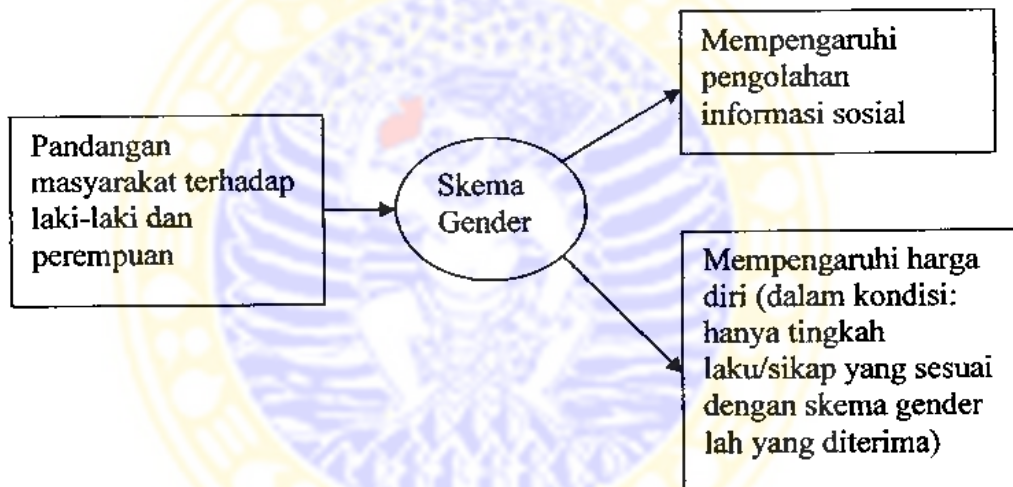 Pandangan
masyarakat terhadap
laki-laki dan
perempuan
Skema
Gender
Mempengaruhi
pengolahan
informasi sosial
Mempengaruhi harga
diri (dalam kondisi:
hanya tingkah
laku/sikap yang sesuai
dengan skema gender
lah yang diterima)